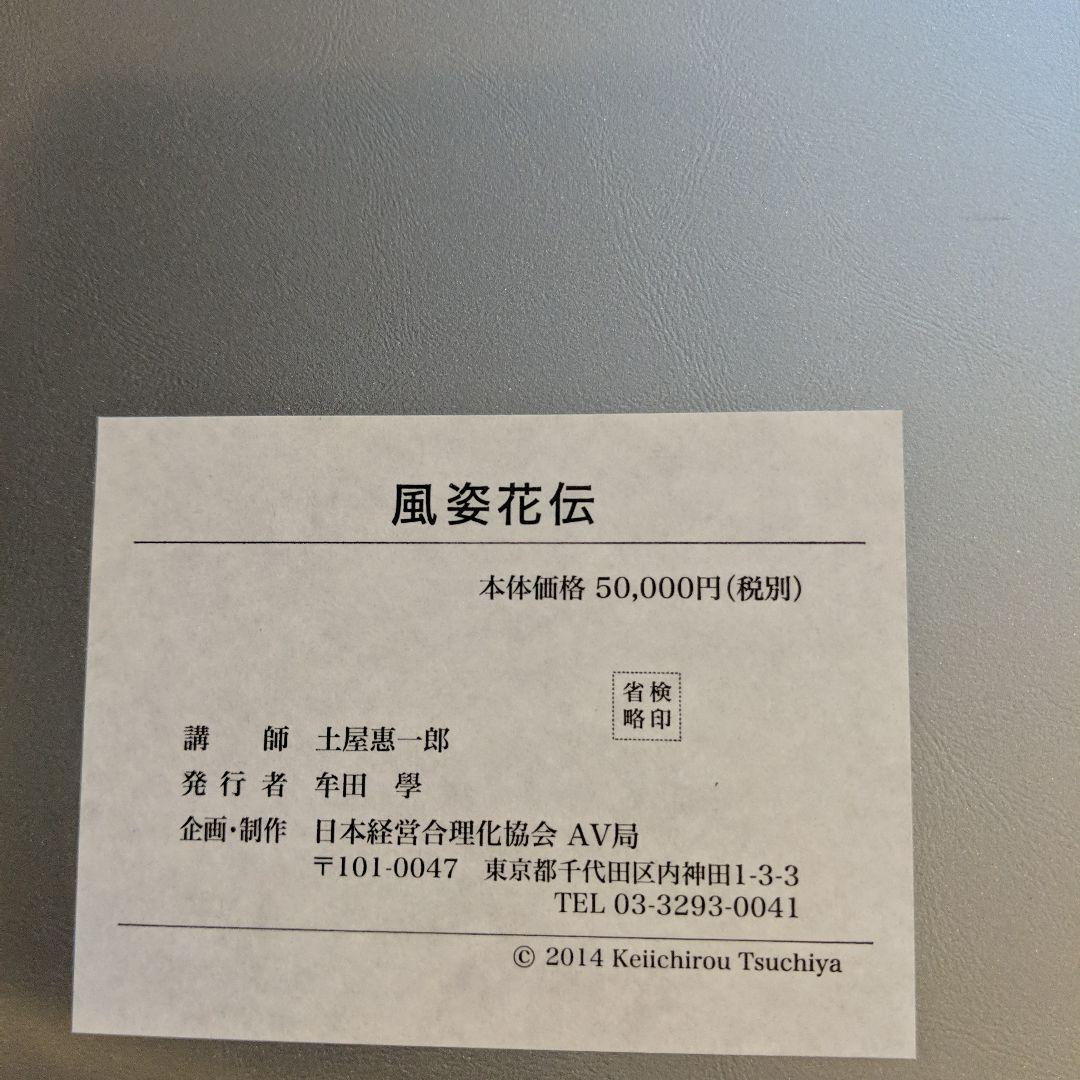 風姿花伝
本体価格 50,000円(税別)
検印
省略
講　師　土屋惠一郎
発行者　牟田　學
企画・制作　日本経営合理化協会 AV局
〒101-0047　東京都千代田区内神田1-3-3
TEL 03-3293-0041
© 2014 Keiichirou Tsuchiya